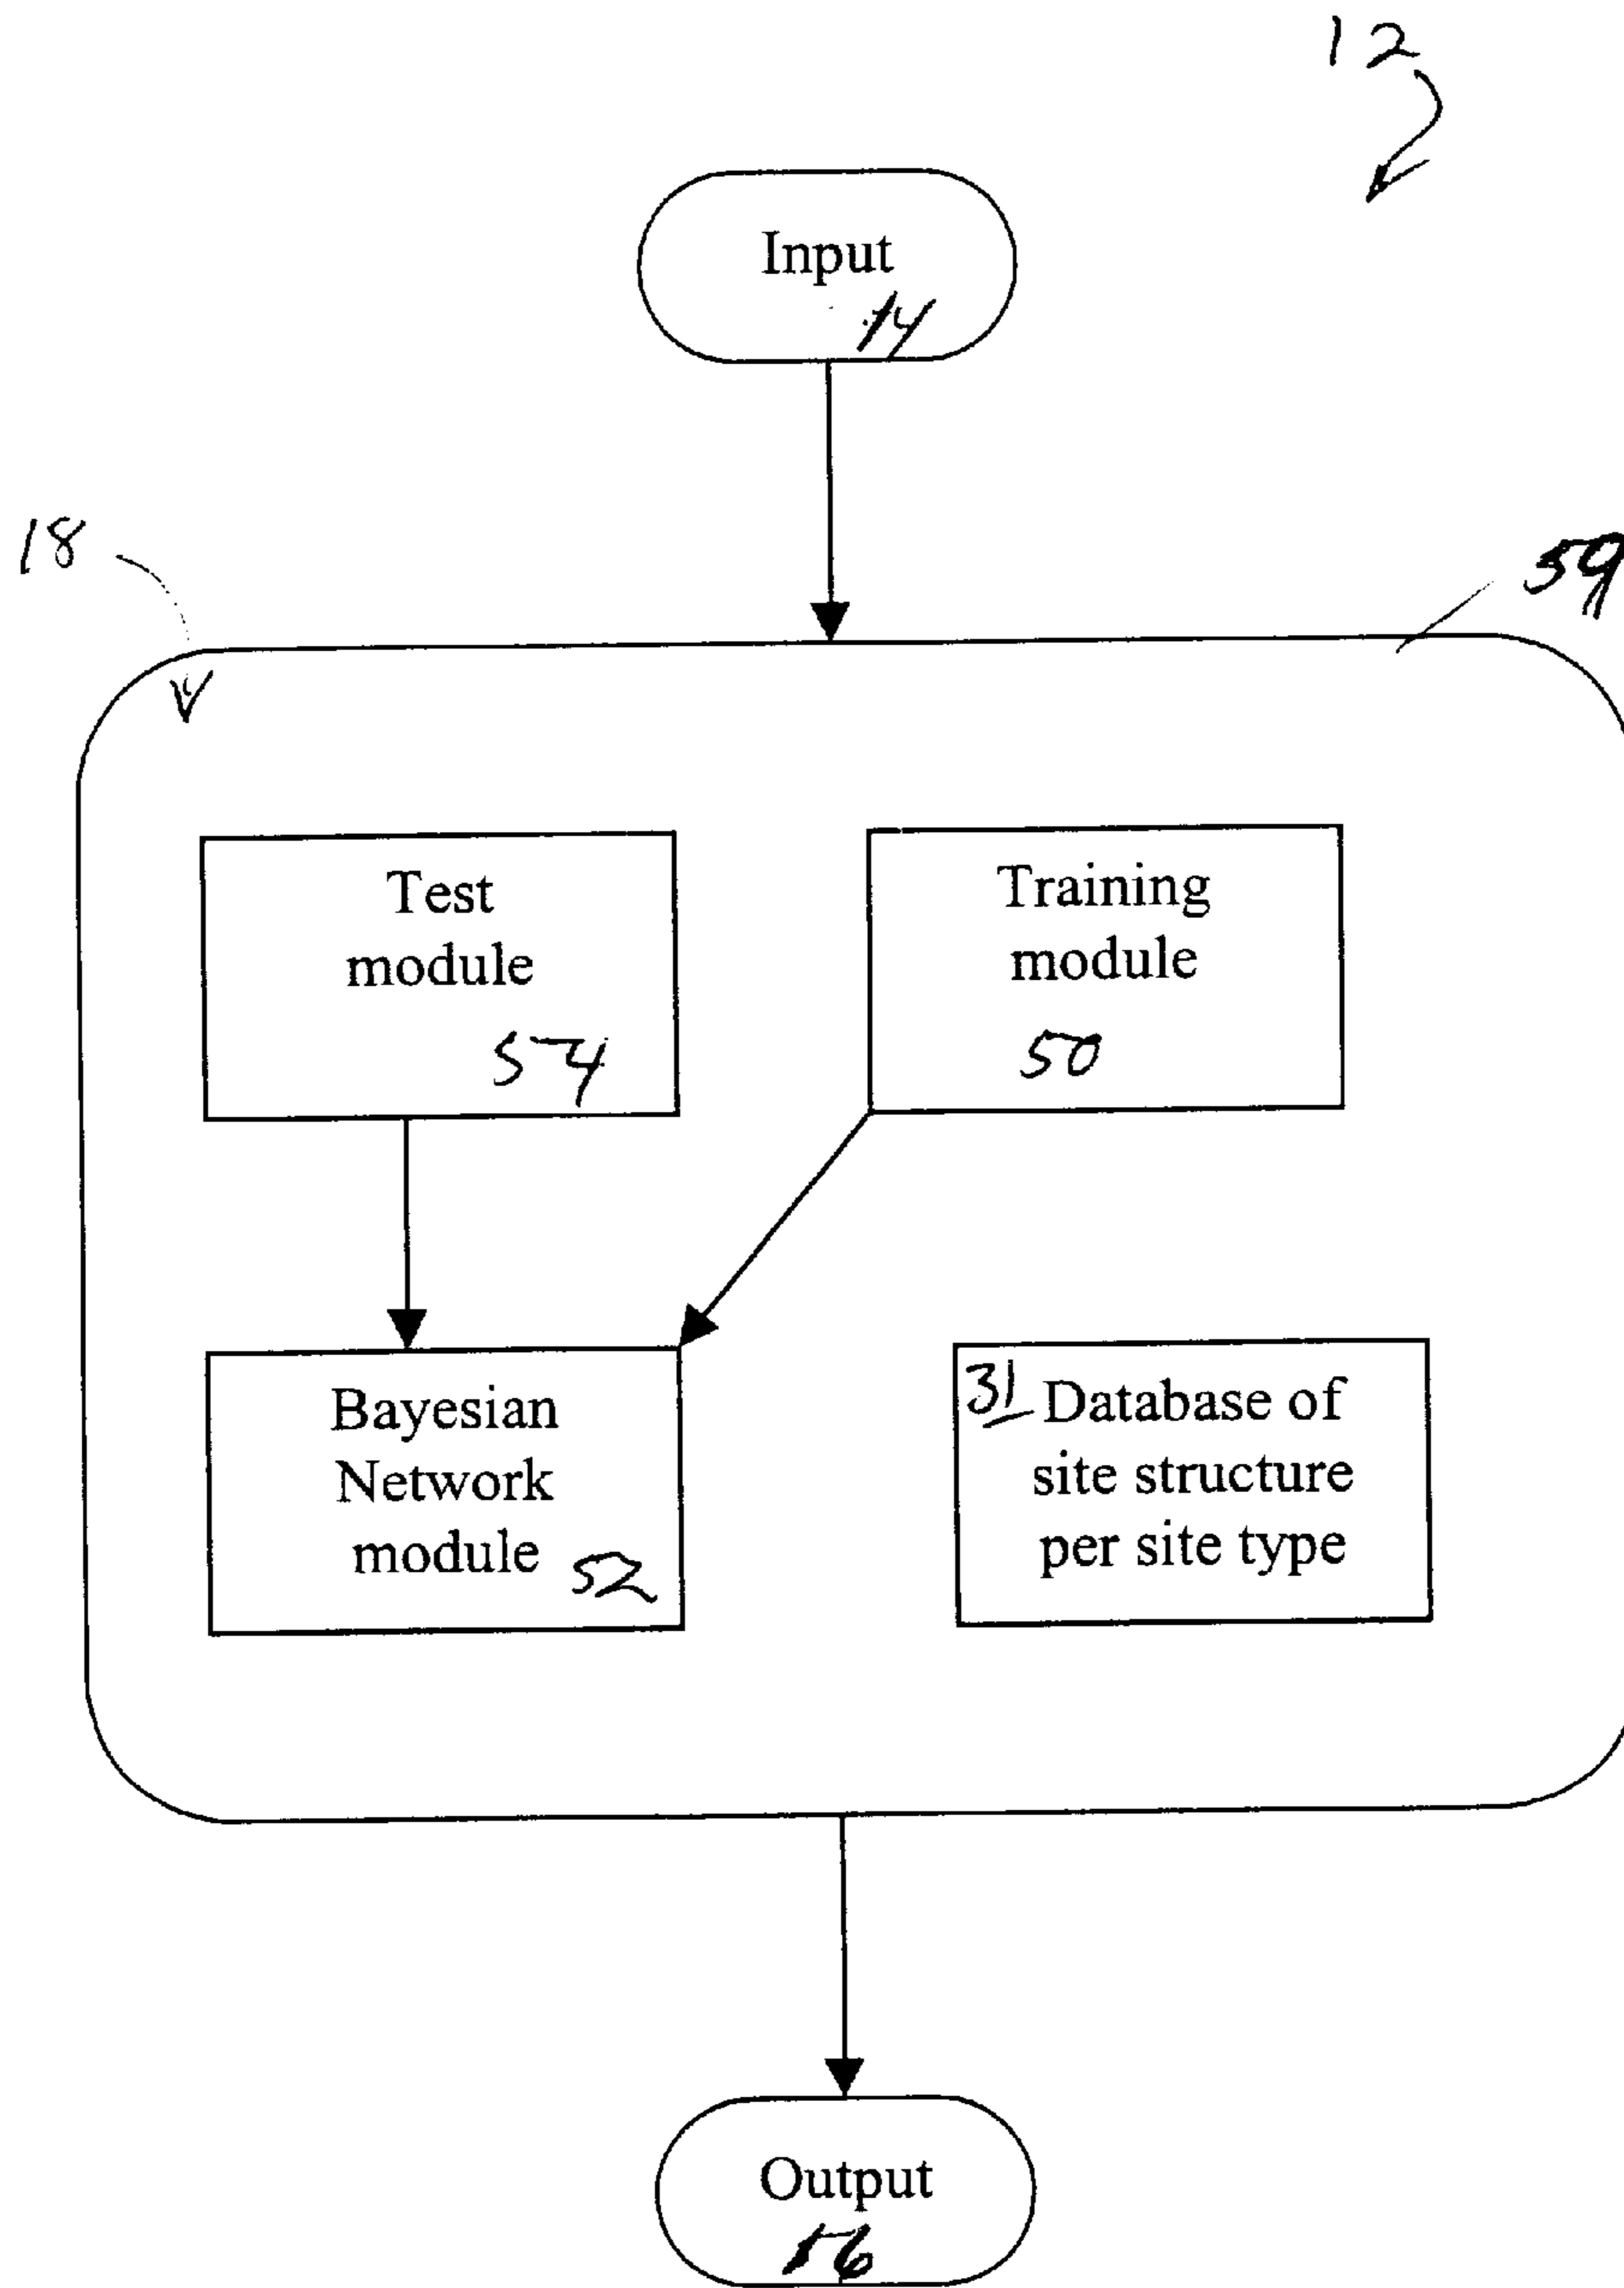 12
Input
14
18
59
Test
module
54
Training
module
50
Bayesian
Network
module 52
31 Database of
site structure
per site type
Output
16